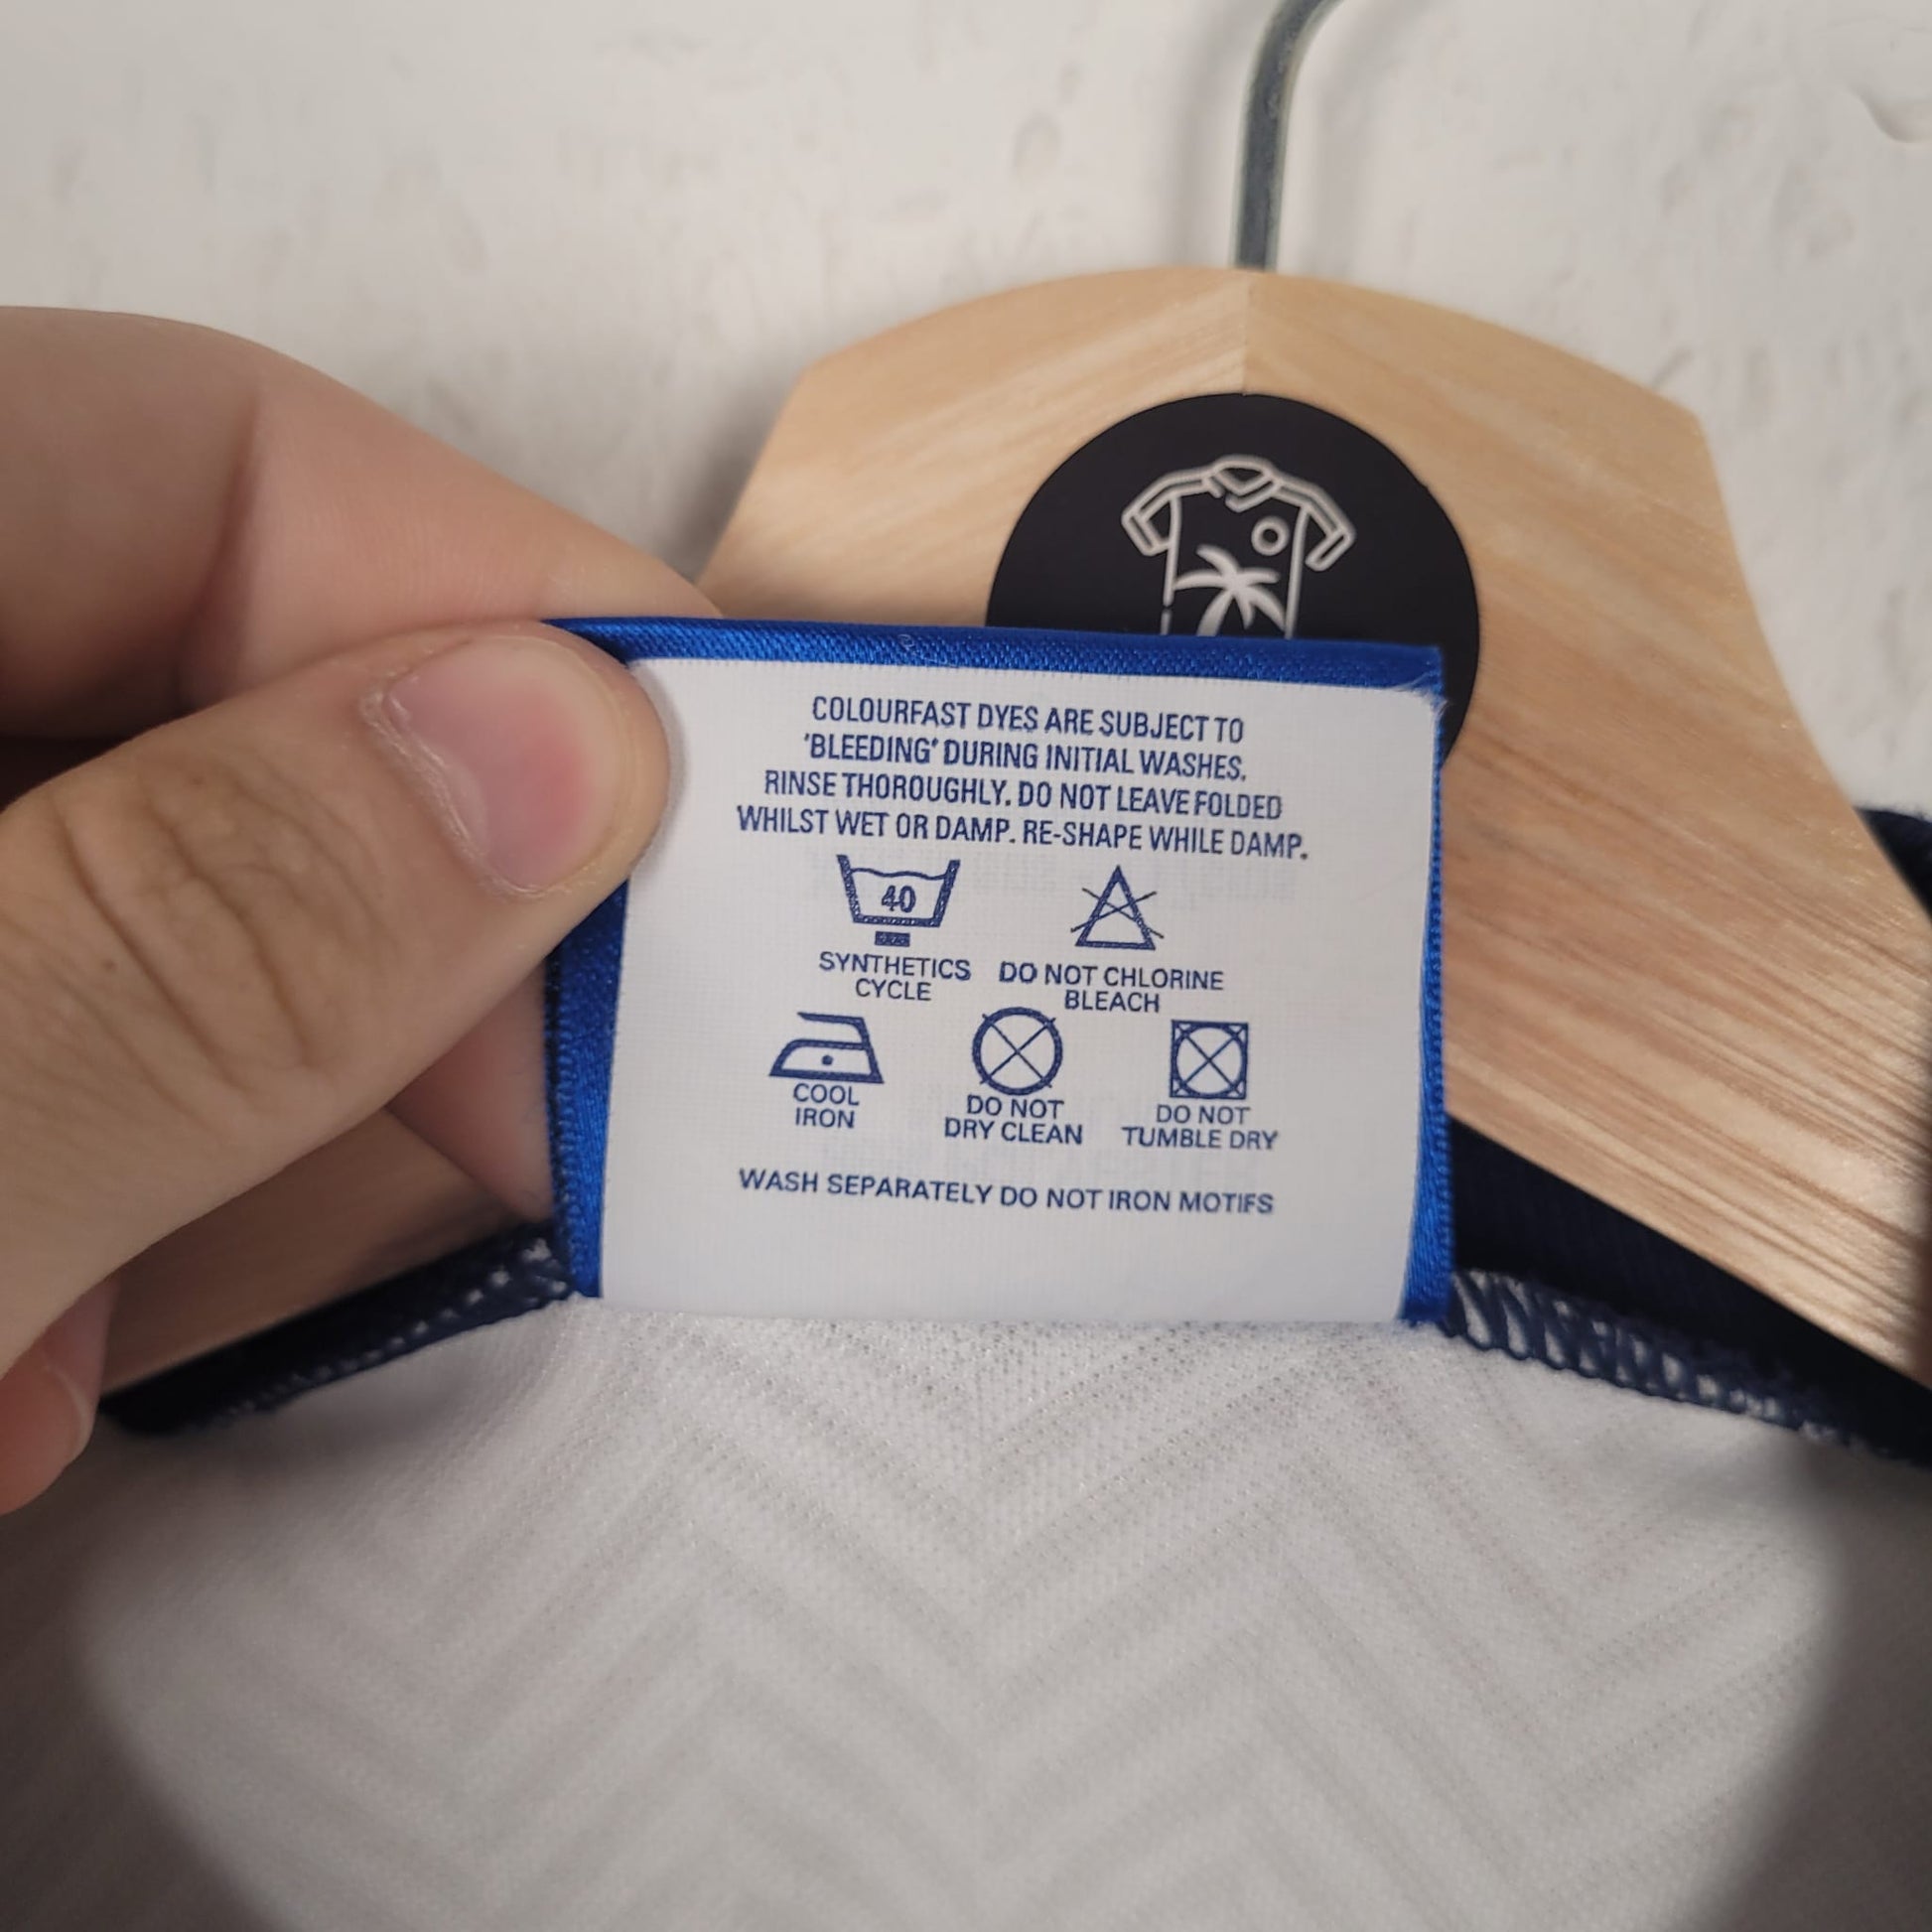 COLOURFAST DYES ARE SUBJECT TO
'BLEEDING' DURING INITIAL WASHES.
RINSE THOROUGHLY. DO NOT LEAVE FOLDED
WHILST WET OR DAMP. RE-SHAPE WHILE DAMP.
40
SYNTHETICS CYCLE
DO NOT CHLORINE BLEACH
COOL IRON
DO NOT DRY CLEAN
DO NOT TUMBLE DRY
WASH SEPARATELY DO NOT IRON MOTIFS